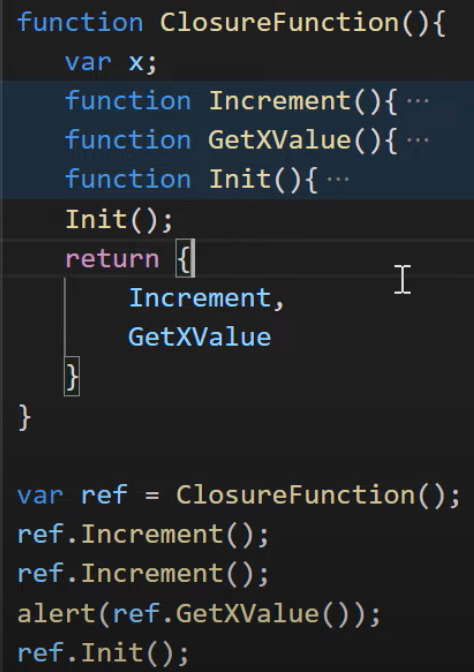 function ClosureFunction(){
    var x;
    function Increment(){ ···
    function GetXValue(){ ···
    function Init(){ ···
    Init();
    return {
        Increment,
        GetXValue
    }
}

var ref = ClosureFunction();
ref.Increment();
ref.Increment();
alert(ref.GetXValue());
ref.Init();